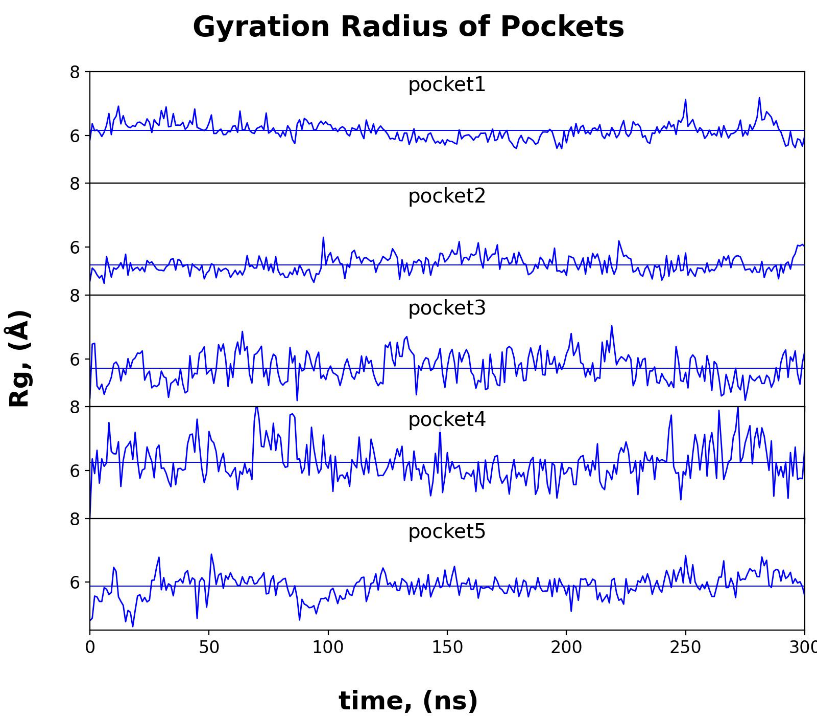 Gyration Radius of Pockets
pocket1
8
6
pocket2
8
6
pocket3
8
6
pocket4
8
6
pocket5
8
6
Rg, (Å)
0 50 100 150 200 250 300
time, (ns)